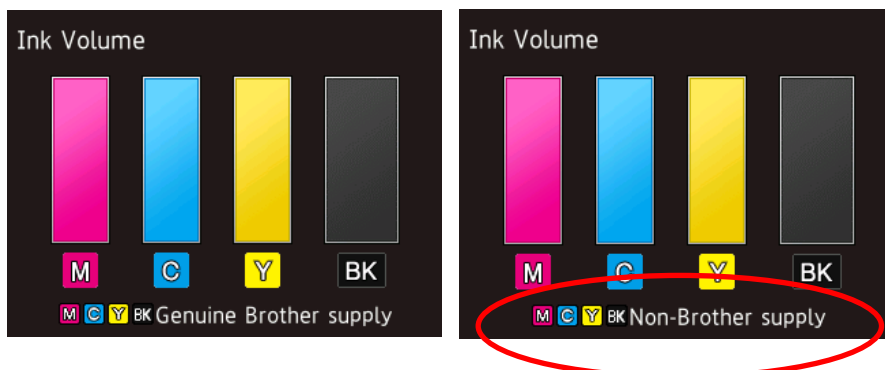 Ink Volume
M C Y BK
M C Y BK Genuine Brother supply
Ink Volume
M C Y BK
M C Y BK Non-Brother supply